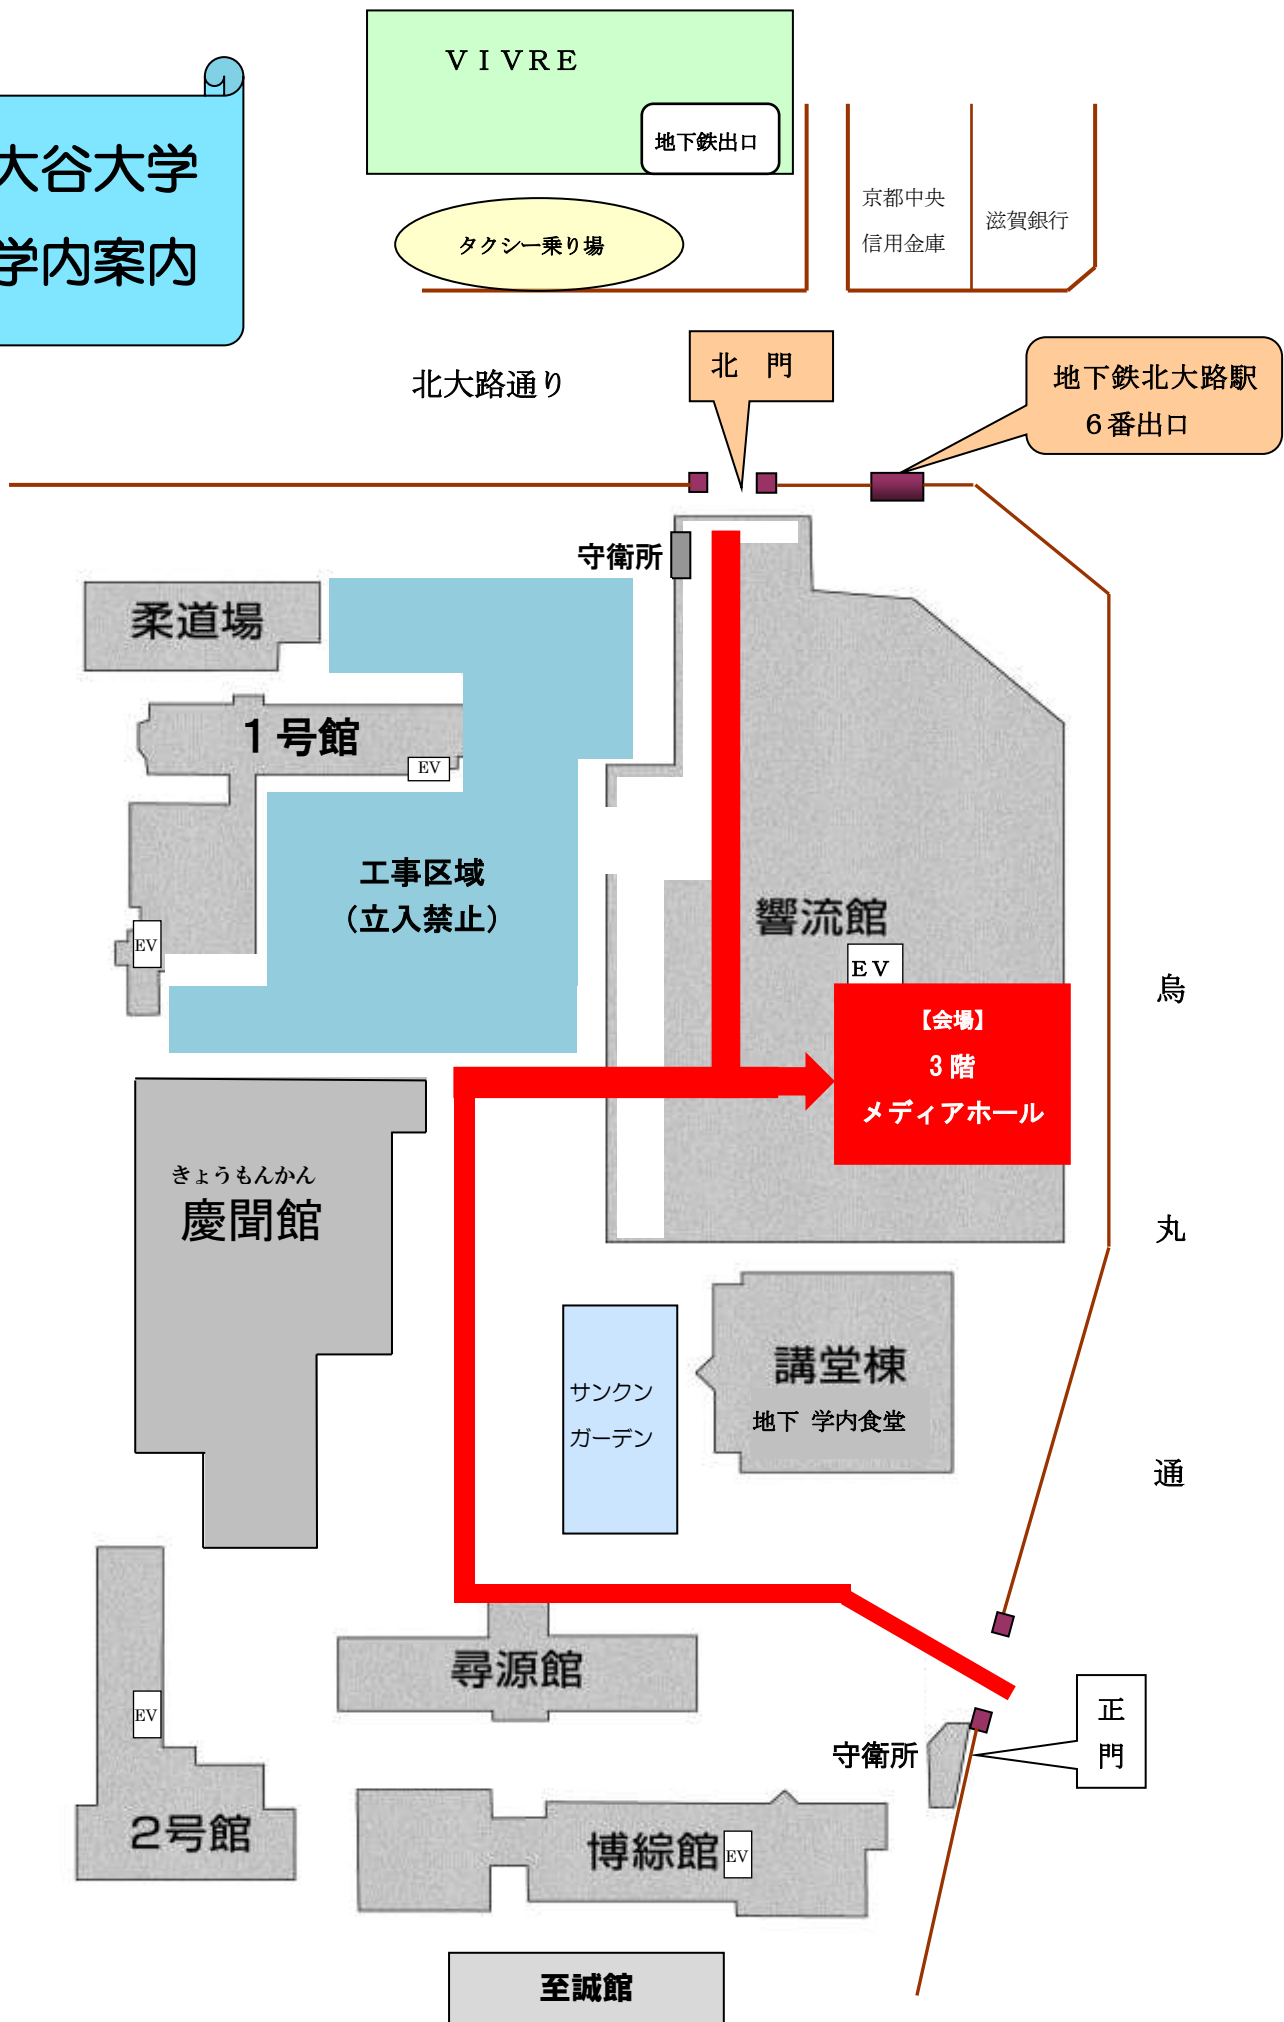 ＶＩＶＲＥ
地下鉄出口
大谷大学
学内案内
タクシー乗り場
京都中央
信用金庫
滋賀銀行
北大路通り
北　門
地下鉄北大路駅
６番出口
守衛所
柔道場
１号館
EV
工事区域
（立入禁止）
EV
響流館
ＥＶ
【会場】
３階
メディアホール
烏
丸
通
きょうもんかん
慶聞館
サンクン
ガーデン
講堂棟
地下 学内食堂
尋源館
EV
２号館
正
門
守衛所
博綜館
EV
至誠館